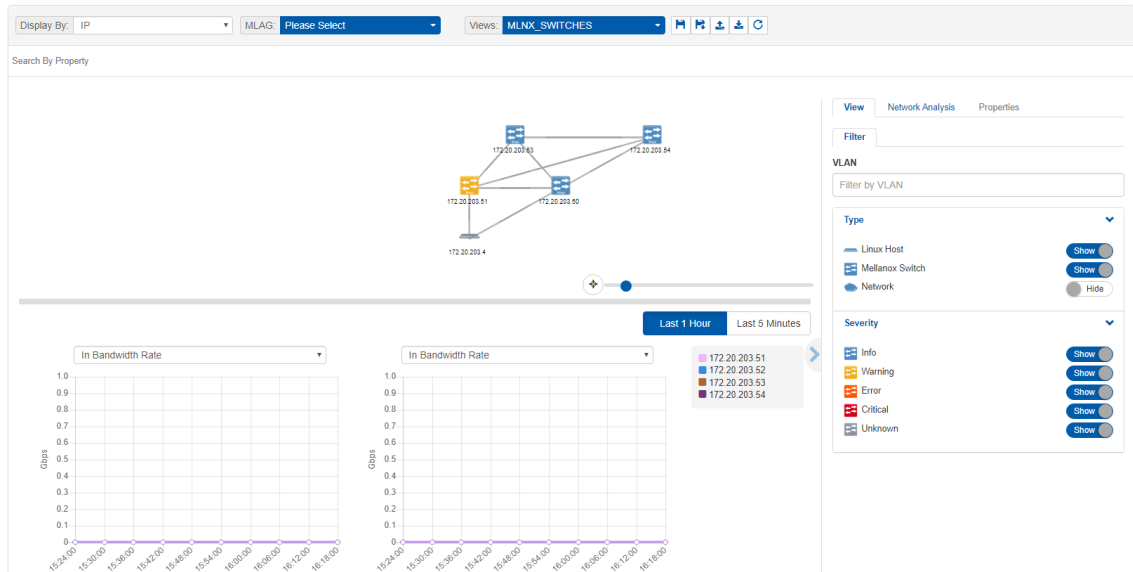 Display By: IP MLAG: Please Select Views: MLNX_SWITCHES
Search By Property
View Network Analysis Properties
Filter
VLAN
Filter by VLAN
Type
Linux Host Show
Mellanox Switch Show
Network Hide
Severity
Info Show
Warning Show
Error Show
Critical Show
Unknown Show
172.20.203.53 172.20.203.54
172.20.203.51 172.20.203.50
172.20.203.4
Last 1 Hour Last 5 Minutes
In Bandwidth Rate
1.0
0.9
0.8
0.7
0.6
0.5
0.4
0.3
0.2
0.1
0
Gbps
15:24:00 15:30:00 15:36:00 15:42:00 15:48:00 15:54:00 16:00:00 16:06:00 16:12:00 16:18:00
In Bandwidth Rate
1.0
0.9
0.8
0.7
0.6
0.5
0.4
0.3
0.2
0.1
0
Gbps
15:24:00 15:30:00 15:36:00 15:42:00 15:48:00 15:54:00 16:00:00 16:06:00 16:12:00 16:18:00
172.20.203.51
172.20.203.52
172.20.203.53
172.20.203.54